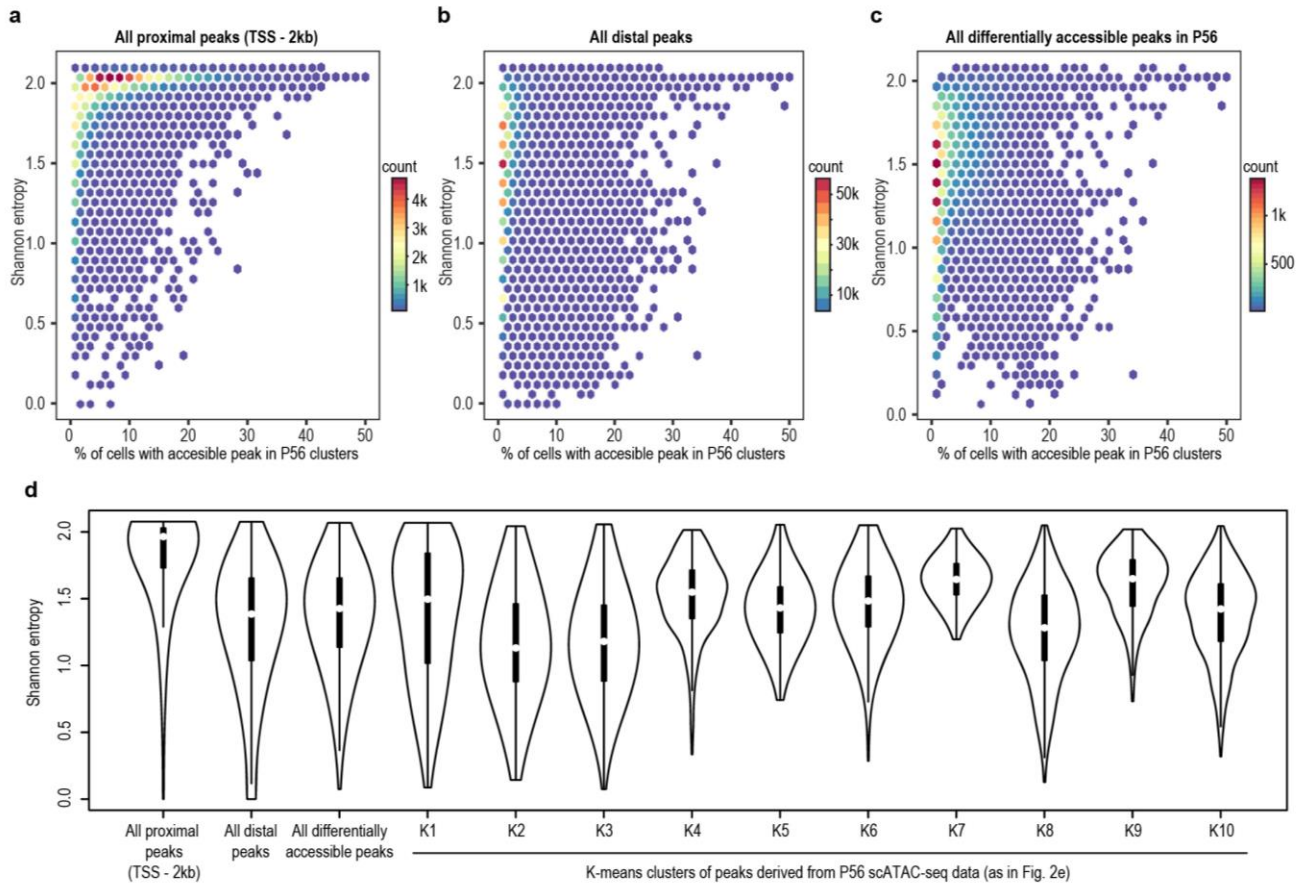 a
All proximal peaks (TSS - 2kb)
Shannon entropy
2.0
1.5
1.0
0.5
0.0
0 10 20 30 40 50
% of cells with accesible peak in P56 clusters
count
4k
3k
2k
1k
b
All distal peaks
Shannon entropy
2.0
1.5
1.0
0.5
0.0
0 10 20 30 40 50
% of cells with accesible peak in P56 clusters
count
50k
30k
10k
c
All differentially accessible peaks in P56
Shannon entropy
2.0
1.5
1.0
0.5
0.0
0 10 20 30 40 50
% of cells with accesible peak in P56 clusters
count
1k
500
d
Shannon entropy
2.0
1.5
1.0
0.5
0.0
All proximal
peaks
(TSS - 2kb)
All distal
peaks
All differentially
accessible peaks
K1 K2 K3 K4 K5 K6 K7 K8 K9 K10
K-means clusters of peaks derived from P56 scATAC-seq data (as in Fig. 2e)